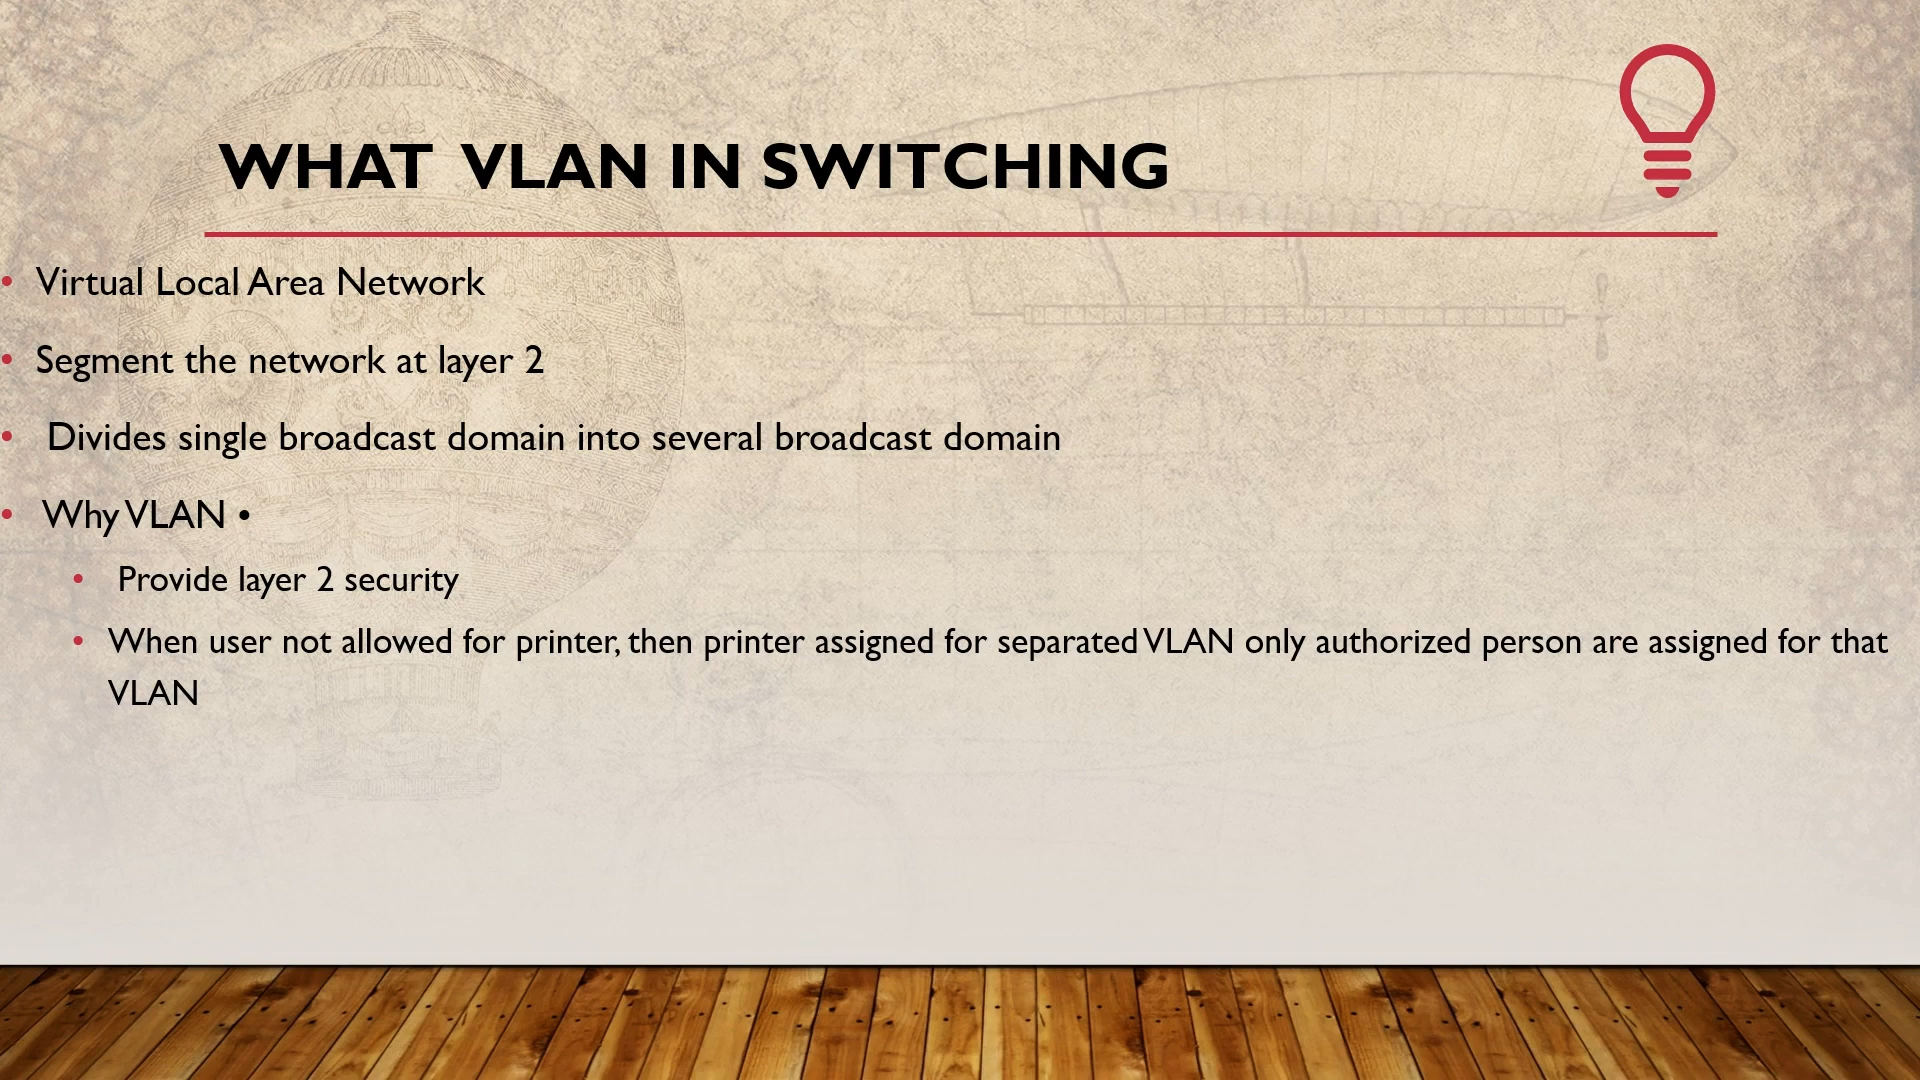 WHAT VLAN IN SWITCHING
• Virtual Local Area Network
• Segment the network at layer 2
• Divides single broadcast domain into several broadcast domain
• Why VLAN •
• Provide layer 2 security
• When user not allowed for printer, then printer assigned for separated VLAN only authorized person are assigned for that
VLAN